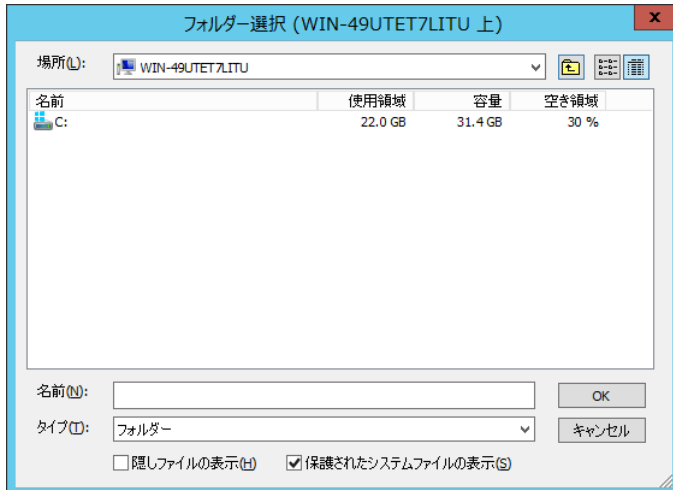 フォルダー選択 (WIN-49UTET7LITU 上) x
場所(L): WIN-49UTET7LITU
名前 使用領域 容量 空き領域
C: 22.0 GB 31.4 GB 30 %
名前(N): OK
タイプ(T): フォルダー キャンセル
隠しファイルの表示(H) 保護されたシステムファイルの表示(S)